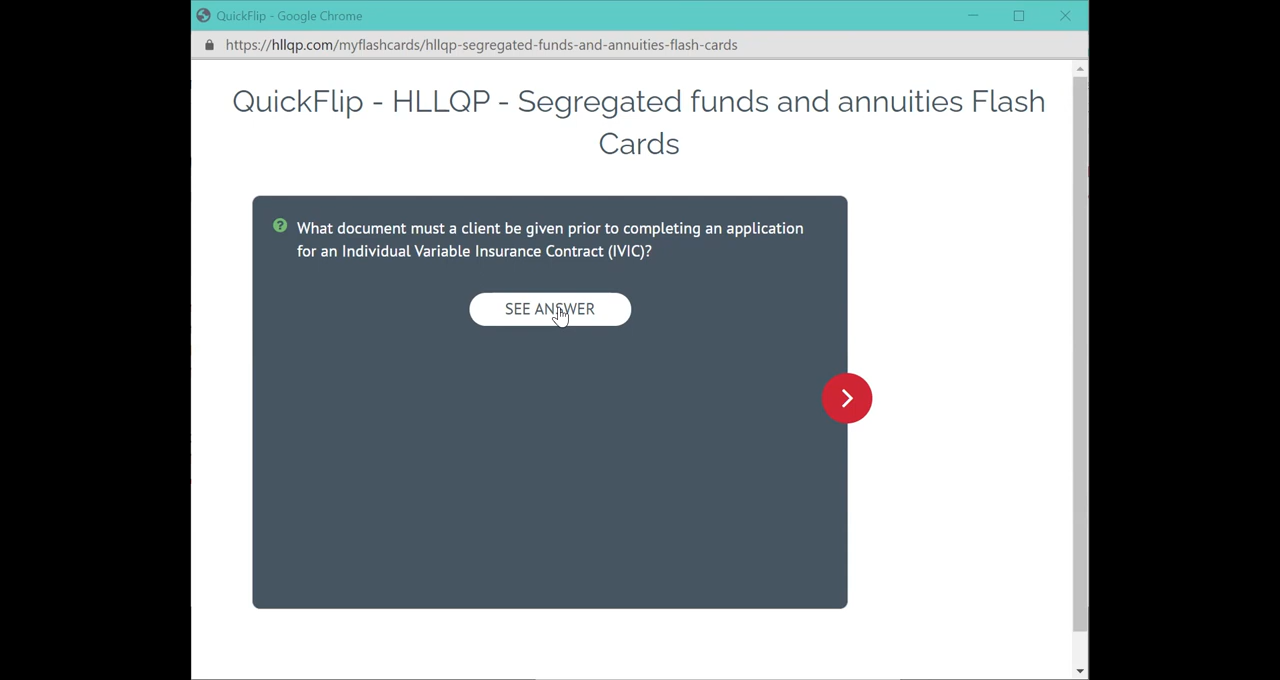 QuickFlip - Google Chrome
https://hllqp.com/myflashcards/hllqp-segregated-funds-and-annuities-flash-cards
QuickFlip - HLLQP - Segregated funds and annuities Flash
Cards
What document must a client be given prior to completing an application
for an Individual Variable Insurance Contract (IVIC)?
SEE ANSWER